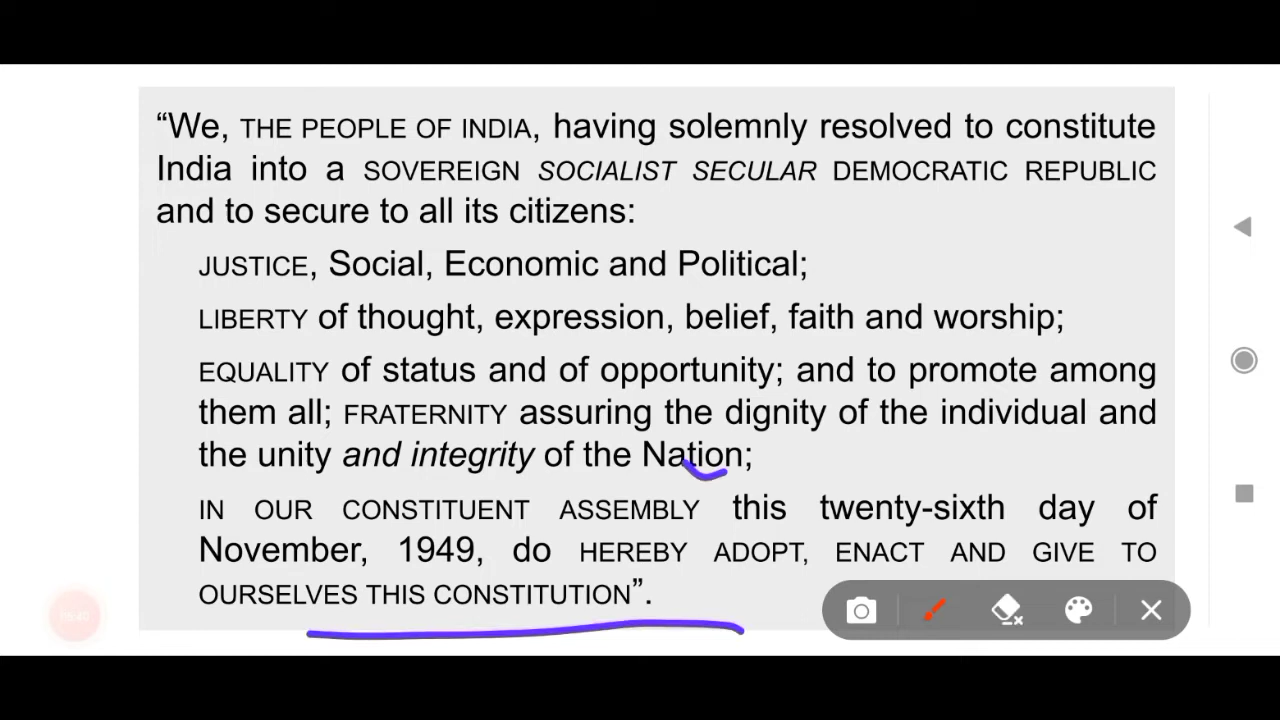 “We, THE PEOPLE OF INDIA, having solemnly resolved to constitute
India into a SOVEREIGN SOCIALIST SECULAR DEMOCRATIC REPUBLIC
and to secure to all its citizens:
JUSTICE, Social, Economic and Political;
LIBERTY of thought, expression, belief, faith and worship;
EQUALITY of status and of opportunity; and to promote among
them all; FRATERNITY assuring the dignity of the individual and
the unity and integrity of the Nation;
IN OUR CONSTITUENT ASSEMBLY this twenty-sixth day of
November, 1949, do HEREBY ADOPT, ENACT AND GIVE TO
OURSELVES THIS CONSTITUTION”.